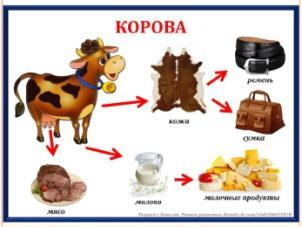 КОРОВА
ремень
кожа
сумка
мясо
молоко
молочные продукты